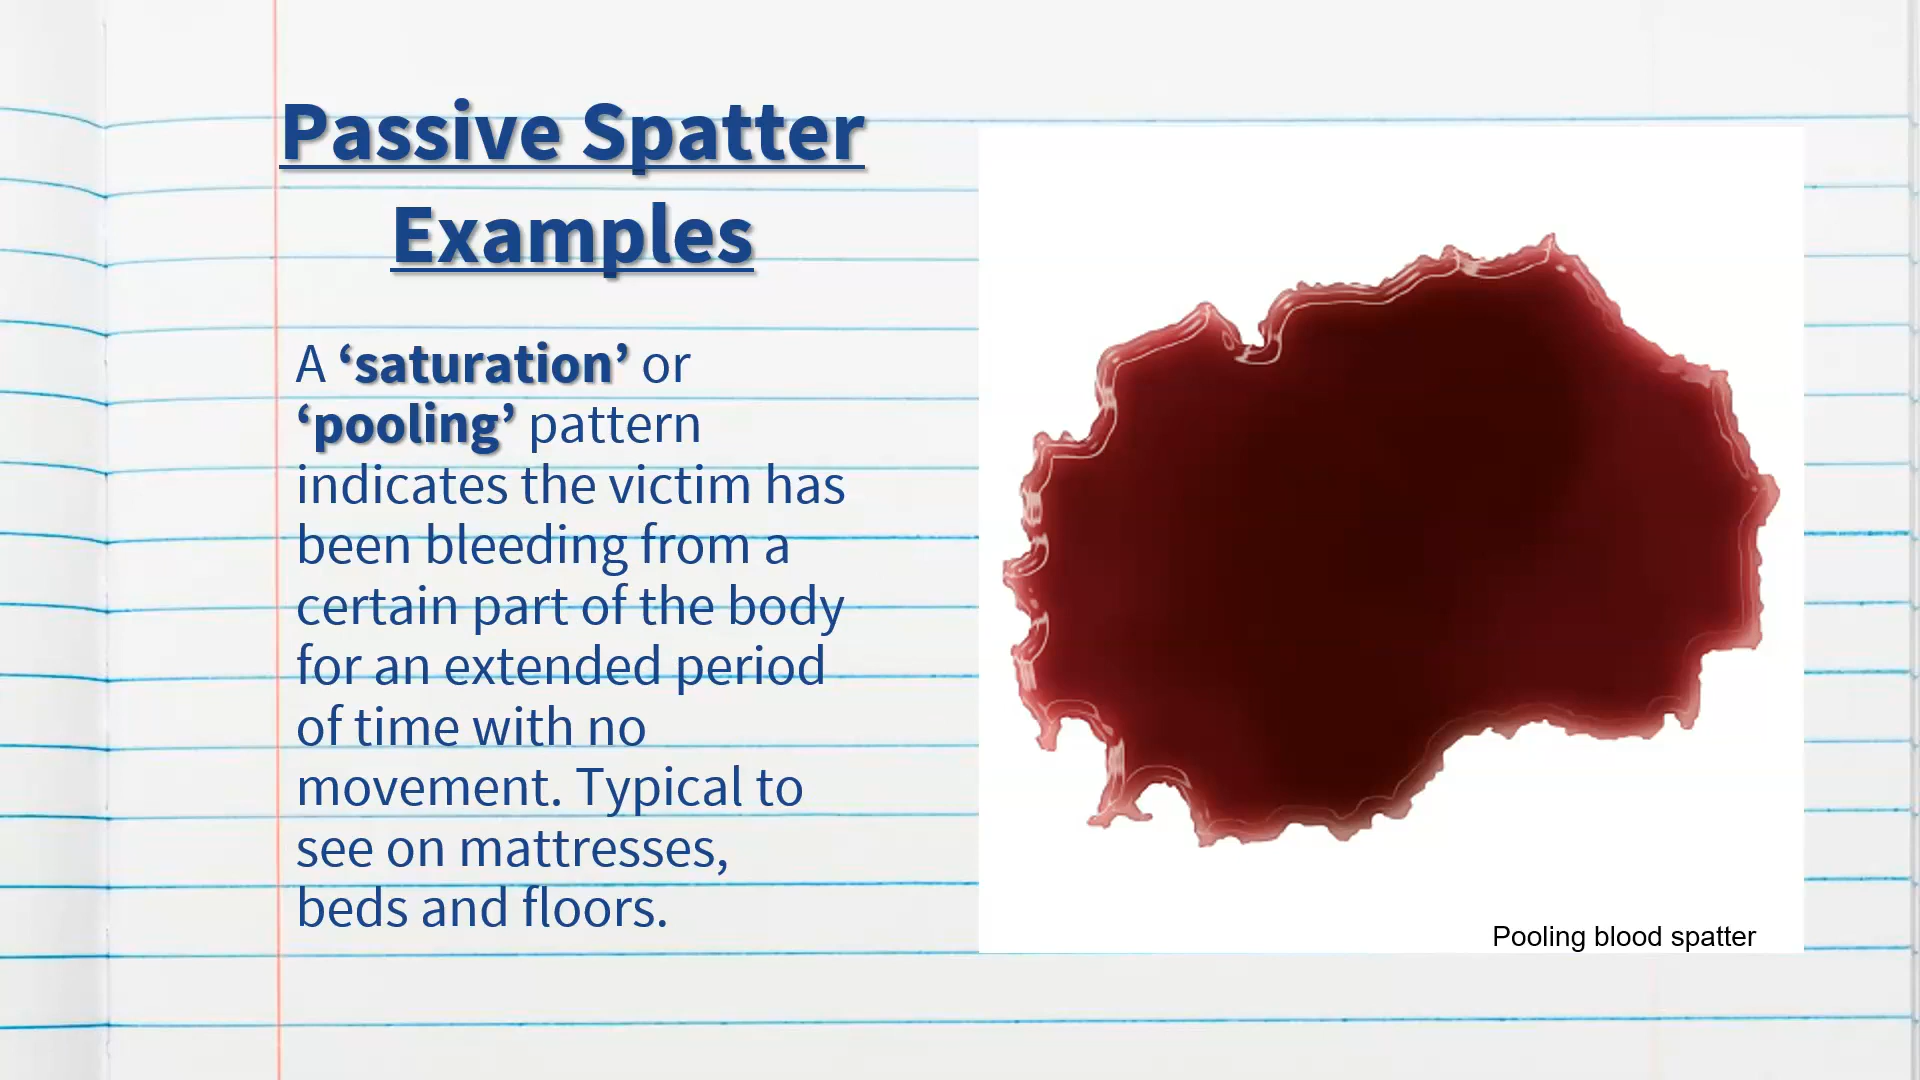 Passive Spatter
Examples
A ‘saturation’ or
‘pooling’ pattern
indicates the victim has
been bleeding from a
certain part of the body
for an extended period
of time with no
movement. Typical to
see on mattresses,
beds and floors.
Pooling blood spatter